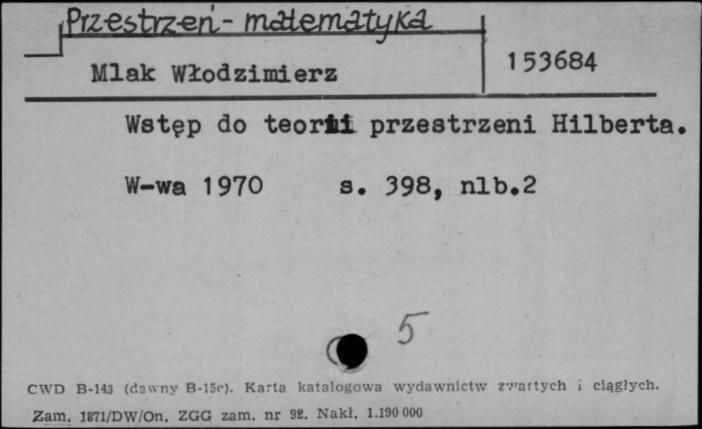 Przestrzeń - matematyka
Mlak Włodzimierz
153684
Wstęp do teorii przestrzeni Hilberta.
W-wa 1970 s. 398, nlb.2
5
CWD B-143 (dawny B-15c). Karta katalogowa wydawnictw zwartych i ciągłych.
Zam. 1871/DW/On. ZGG zam. nr 98. Nakł. 1.190 000